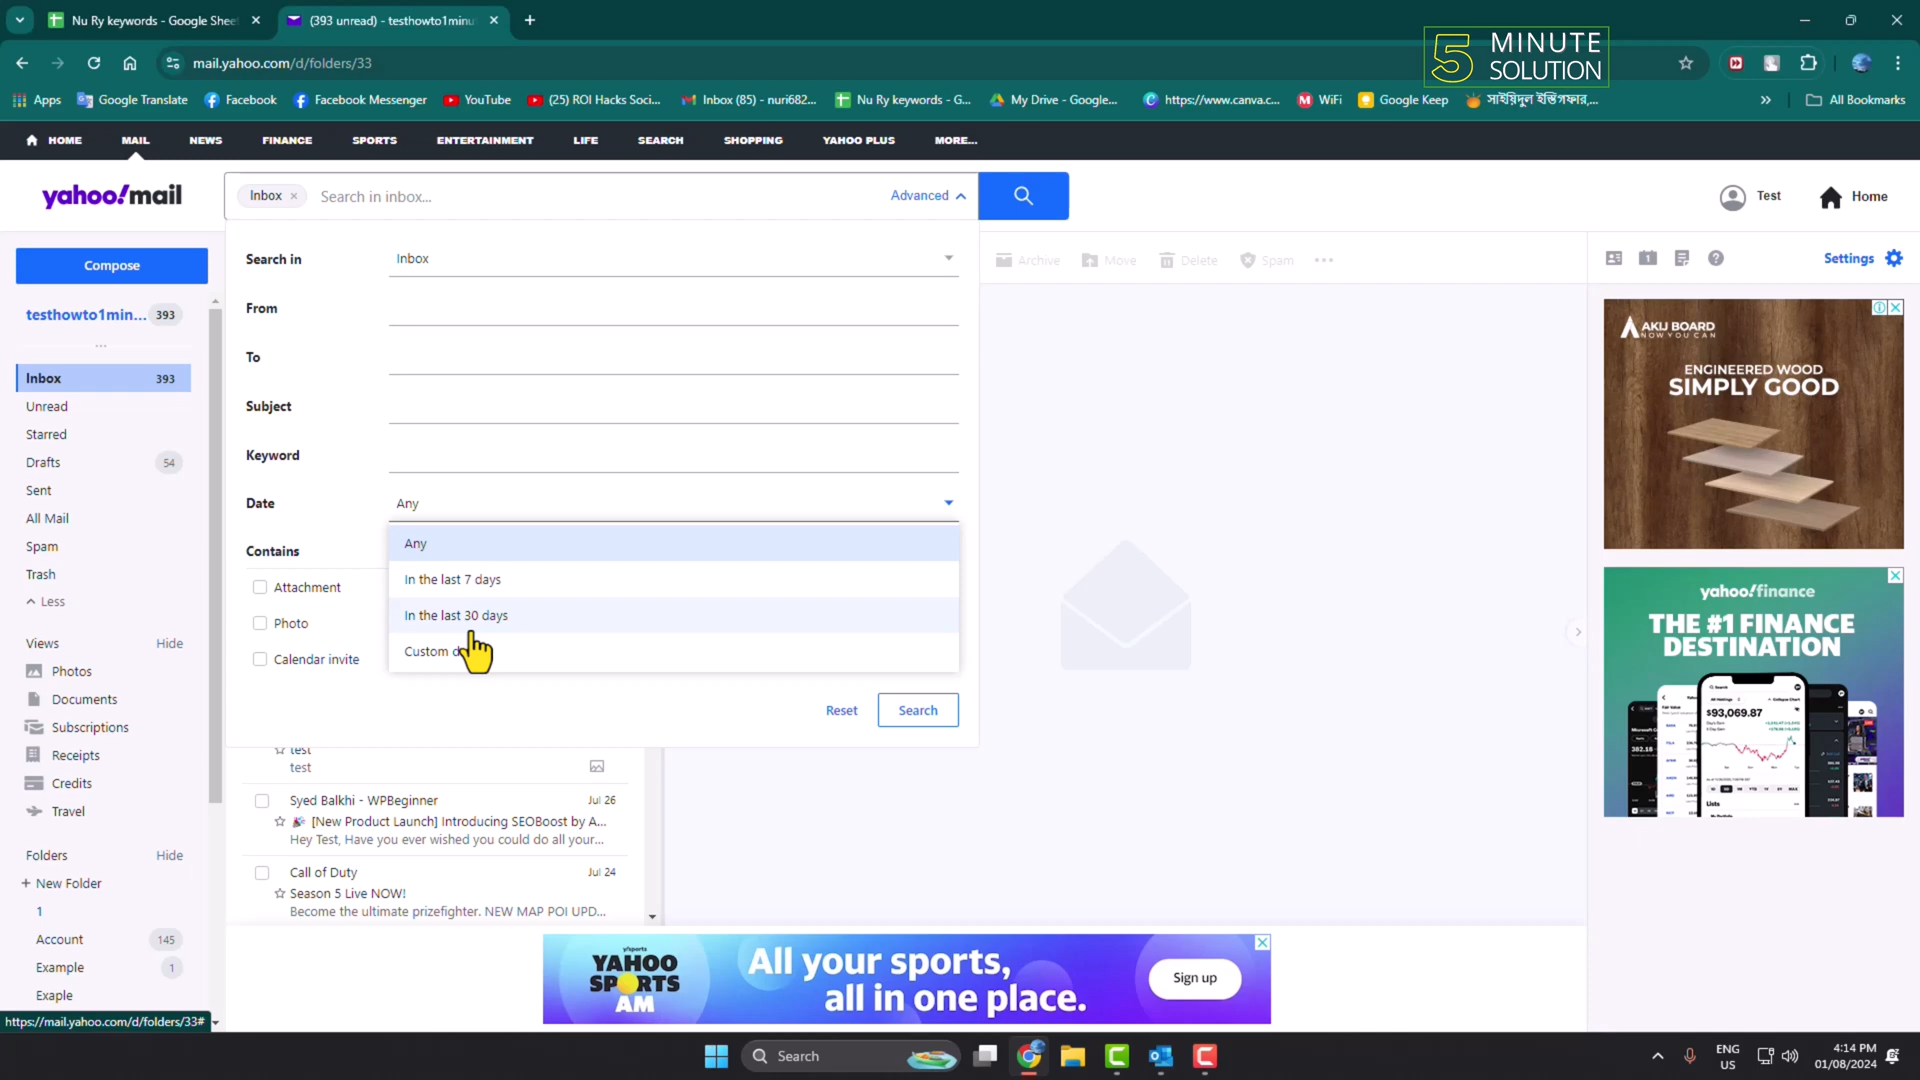 Nu Ry keywords - Google Shee
(393 unread) - testhowto1minu
5 MINUTE SOLUTION
mail.yahoo.com/d/folders/33
Apps
Google Translate
Facebook
Facebook Messenger
YouTube
(25) ROI Hacks Soci...
Inbox (85) - nuri682...
Nu Ry keywords - G...
My Drive - Google...
https://www.canva.c...
WiFi
Google Keep
সাইয়িদুল ইস্তিগফার,...
All Bookmarks
HOME
MAIL
NEWS
FINANCE
SPORTS
ENTERTAINMENT
LIFE
SEARCH
SHOPPING
YAHOO PLUS
MORE...
yahoo!mail
Inbox
Search in inbox...
Advanced
Test
Home
Compose
testhowto1min... 393
...
Inbox 393
Unread
Starred
Drafts 54
Sent
All Mail
Spam
Trash
Less
Views Hide
Photos
Documents
Subscriptions
Receipts
Credits
Travel
Folders Hide
+ New Folder
1
Account 145
Example 1
Exaple
https://mail.yahoo.com/d/folders/33#
Search in Inbox
From
To
Subject
Keyword
Date Any
Any
In the last 7 days
In the last 30 days
Custom d
Contains
Attachment
Photo
Calendar invite
Reset
Search
test
test
Syed Balkhi - WPBeginner Jul 26
[New Product Launch] Introducing SEOBoost by A...
Hey Test, Have you ever wished you could do all your...
Call of Duty Jul 24
Season 5 Live NOW!
Become the ultimate prizefighter. NEW MAP POI UPD...
Archive
Move
Delete
Spam
Settings
AKIJ BOARD
NOW YOU CAN
ENGINEERED WOOD
SIMPLY GOOD
yahoo!finance
THE #1 FINANCE
DESTINATION
$93,069.87
Lists
y!sports
YAHOO
SPORTS
AM
All your sports,
all in one place.
Sign up
Search
ENG
US
4:14 PM
01/08/2024